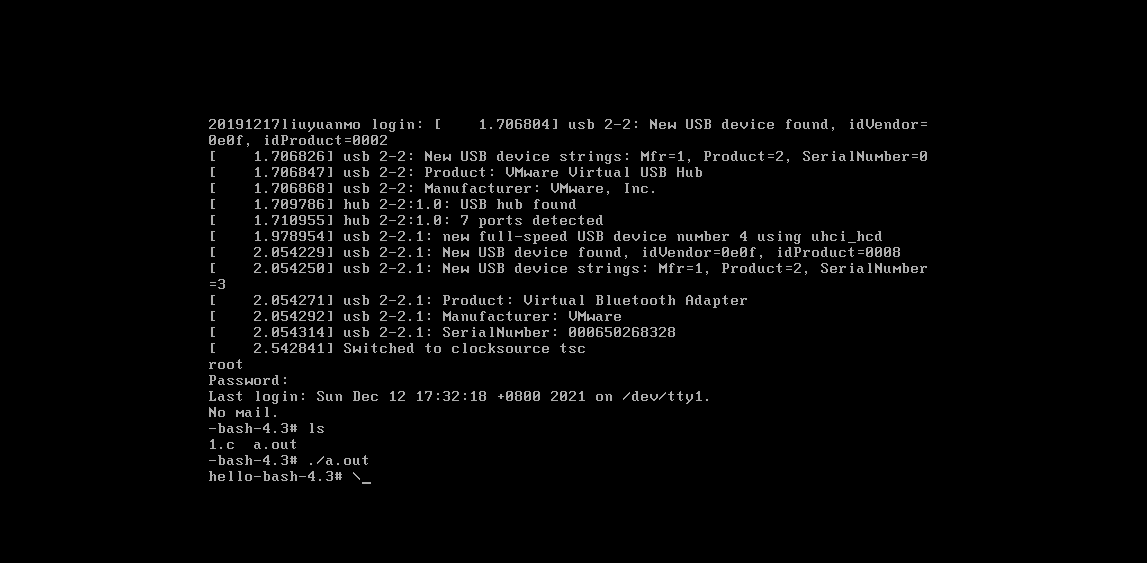 20191217liuyuanmo login: [    1.706804] usb 2-2: New USB device found, idVendor=
0e0f, idProduct=0002
[    1.706826] usb 2-2: New USB device strings: Mfr=1, Product=2, SerialNumber=0
[    1.706847] usb 2-2: Product: VMware Virtual USB Hub
[    1.706868] usb 2-2: Manufacturer: VMware, Inc.
[    1.709786] hub 2-2:1.0: USB hub found
[    1.710955] hub 2-2:1.0: 7 ports detected
[    1.978954] usb 2-2.1: new full-speed USB device number 4 using uhci_hcd
[    2.054229] usb 2-2.1: New USB device found, idVendor=0e0f, idProduct=0008
[    2.054250] usb 2-2.1: New USB device strings: Mfr=1, Product=2, SerialNumber
=3
[    2.054271] usb 2-2.1: Product: Virtual Bluetooth Adapter
[    2.054292] usb 2-2.1: Manufacturer: VMware
[    2.054314] usb 2-2.1: SerialNumber: 000650268328
[    2.542841] Switched to clocksource tsc
root
Password:
Last login: Sun Dec 12 17:32:18 +0800 2021 on /dev/tty1.
No mail.
-bash-4.3# ls
1.c  a.out
-bash-4.3# ./a.out
hello-bash-4.3# \_